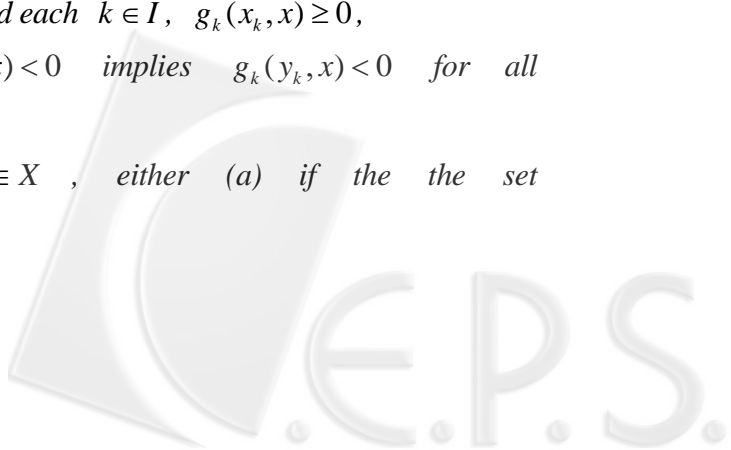 each k ∈ I, g_k(x_k, x) ≥ 0,
) < 0 implies g_k(y_k, x) < 0 for all
∈ X , either (a) if the the set
C.E.P.S.